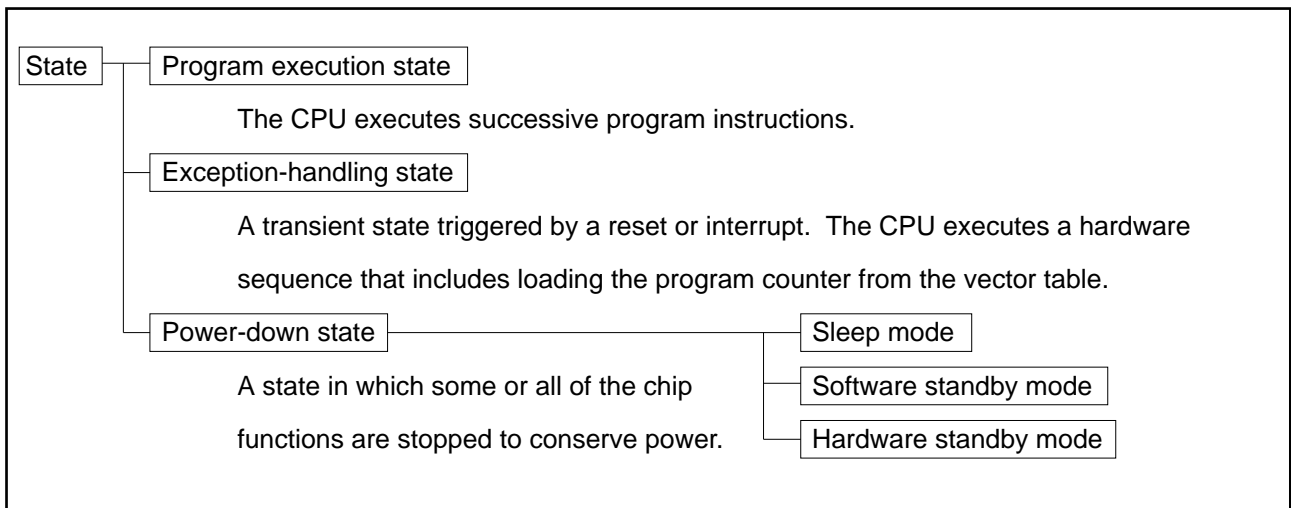 State
Program execution state
The CPU executes successive program instructions.
Exception-handling state
A transient state triggered by a reset or interrupt.  The CPU executes a hardware
sequence that includes loading the program counter from the vector table.
Power-down state
Sleep mode
A state in which some or all of the chip
Software standby mode
functions are stopped to conserve power.
Hardware standby mode